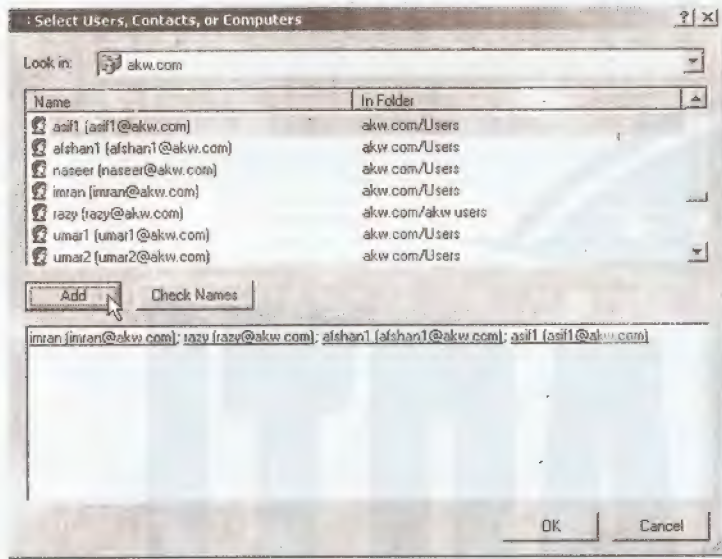 : Select Users, Contacts, or Computers ? X
Look in: akw.com
Name In Folder
asif1 (asif1@akw.com) akw.com/Users
afshan1 (afshan1@akw.com) akw.com/Users
naseer (naseer@akw.com) akw.com/Users
imran (imran@akw.com) akw.com/Users
razy (razy@akw.com) akw.com/akw users
umar1 (umar1@akw.com) akw.com/Users
umar2 (umar2@akw.com) akw.com/Users
Add Check Names
imran (imran@akw.com); razy (razy@akw.com); afshan1 (afshan1@akw.com); asif1 (asif1@akw.com)
OK Cancel